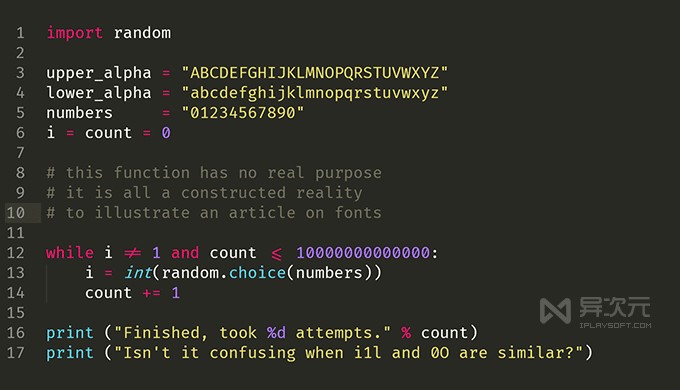 1 import random
2
3 upper_alpha = "ABCDEFGHIJKLMNOPQRSTUVWXYZ"
4 lower_alpha = "abcdefghijklmnopqrstuvwxyz"
5 numbers     = "01234567890"
6 i = count = 0
7
8 # this function has no real purpose
9 # it is all a constructed reality
10 # to illustrate an article on fonts
11
12 while i ≠ 1 and count ⩽ 10000000000000:
13     i = int(random.choice(numbers))
14     count += 1
15
16 print ("Finished, took %d attempts." % count)
17 print ("Isn't it confusing when i1l and 0O are similar?")
异次元
IPLAYSOFT.COM